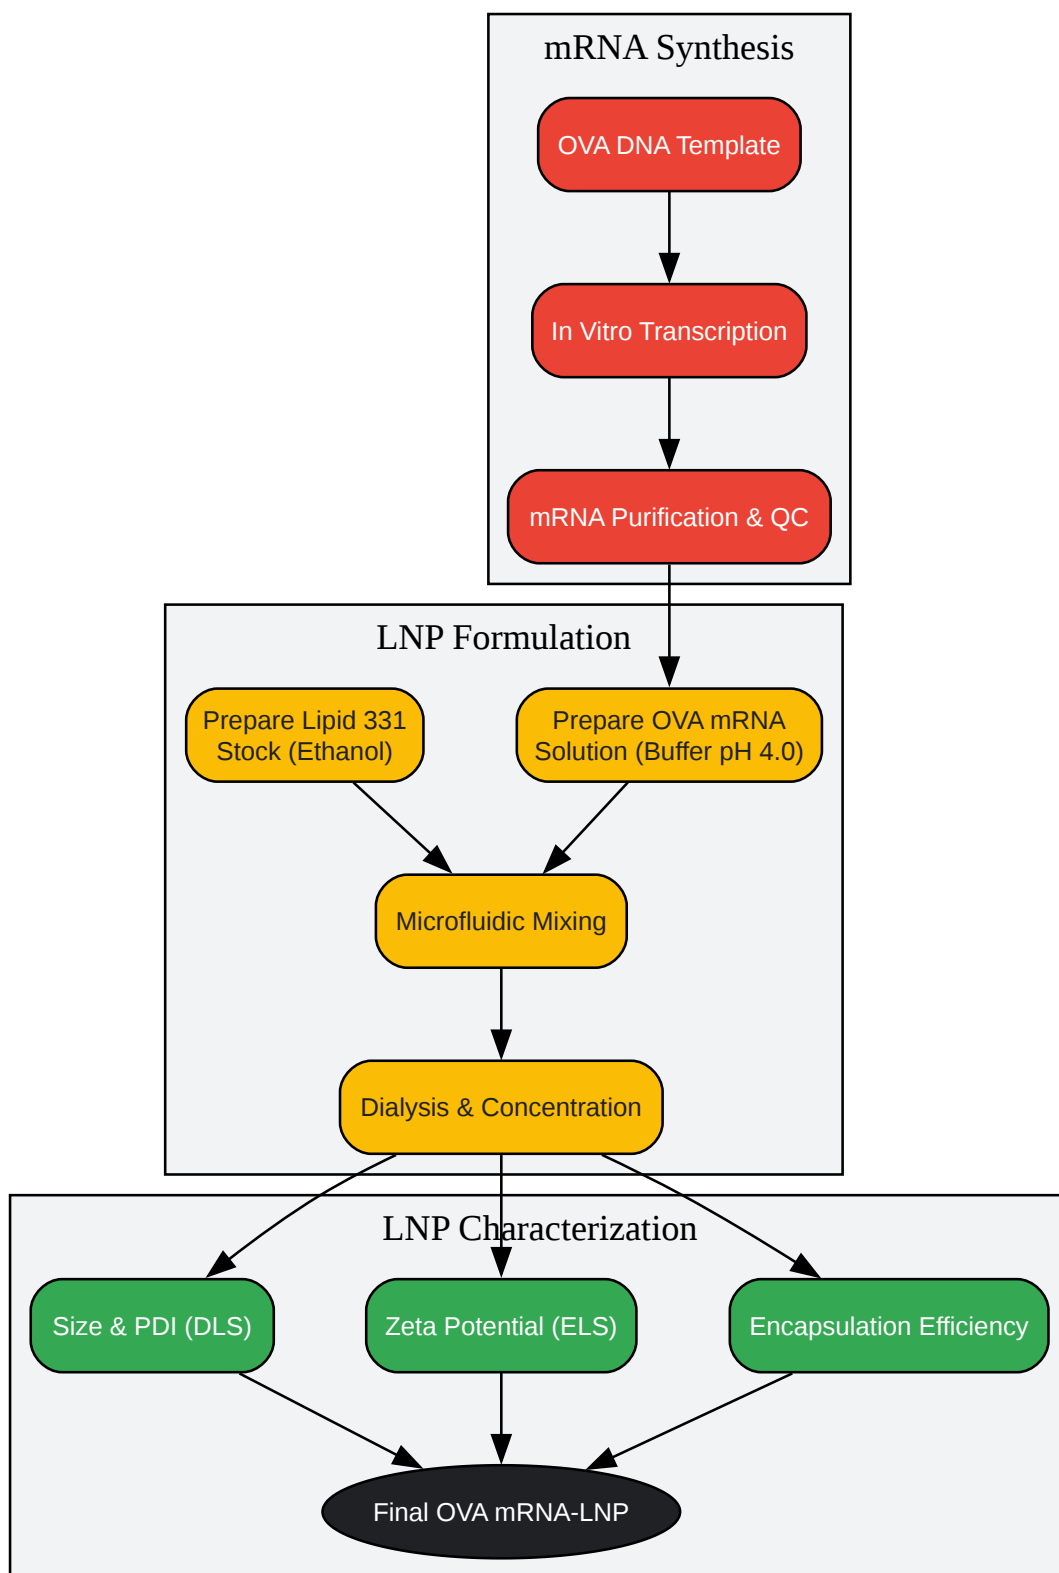 mRNA Synthesis
OVA DNA Template
In Vitro Transcription
mRNA Purification & QC
LNP Formulation
Prepare Lipid 331
Stock (Ethanol)
Prepare OVA mRNA
Solution (Buffer pH 4.0)
Microfluidic Mixing
Dialysis & Concentration
LNP Characterization
Size & PDI (DLS)
Zeta Potential (ELS)
Encapsulation Efficiency
Final OVA mRNA-LNP